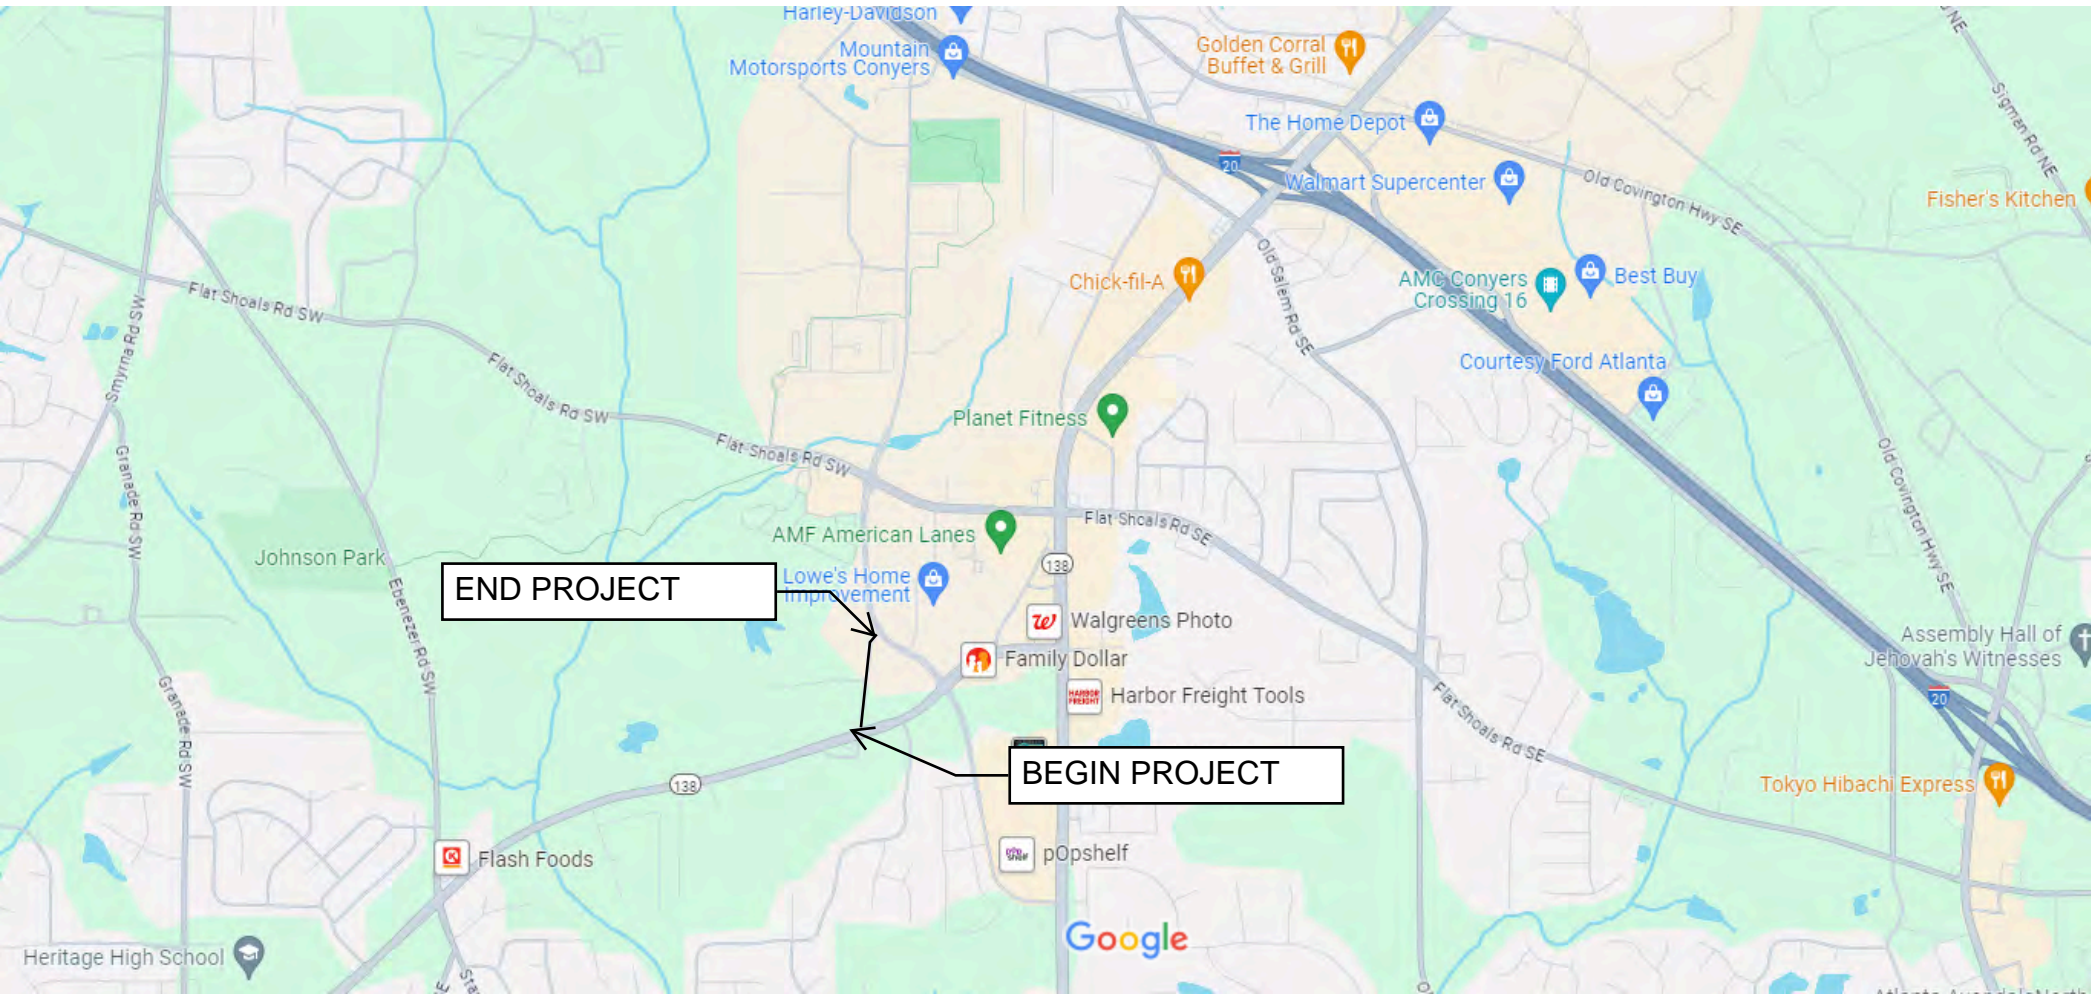 Harley-Davidson
Mountain
Motorsports Conyers
Golden Corral
Buffet & Grill
The Home Depot
20
Walmart Supercenter
Old Covington Hwy SE
Sigman Rd NE
Fisher's Kitchen
Chick-fil-A
Old Salem Rd SE
AMC Conyers
Crossing 16
Best Buy
Flat Shoals Rd SW
Smyrna Rd SW
Flat Shoals Rd SW
Courtesy Ford Atlanta
Planet Fitness
Flat Shoals Rd SW
Granade Rd SW
Old Covington Hwy SE
AMF American Lanes
Flat Shoals Rd SE
Johnson Park
138
END PROJECT
Lowe's Home
Improvement
Ebenezer Rd SW
Walgreens Photo
Family Dollar
Assembly Hall of
Jehovah's Witnesses
HARBOR
FREIGHT
Harbor Freight Tools
20
Granade Rd SW
Flat Shoals Rd SE
BEGIN PROJECT
138
Tokyo Hibachi Express
Flash Foods
pOpshelf
Google
Heritage High School